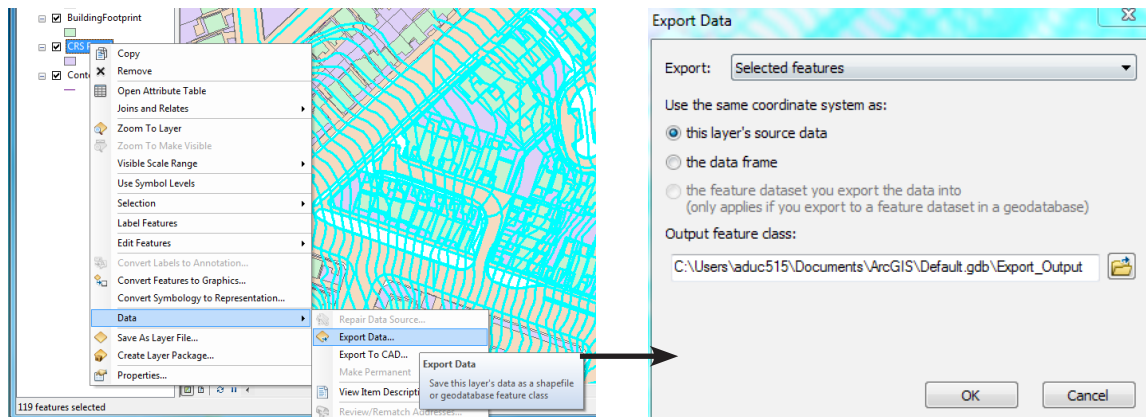 BuildingFootprint
CRS P
Conto
Copy
Remove
Open Attribute Table
Joins and Relates
Zoom To Layer
Zoom To Make Visible
Visible Scale Range
Use Symbol Levels
Selection
Label Features
Edit Features
Convert Labels to Annotation...
Convert Features to Graphics...
Convert Symbology to Representation...
Data
Save As Layer File...
Create Layer Package...
Properties...
119 features selected
Repair Data Source...
Export Data...
Export To CAD...
Make Permanent
View Item Descripti
Review/Rematch Addresses...
Export Data
Save this layer's data as a shapefile
or geodatabase feature class
Export Data
Export: Selected features
Use the same coordinate system as:
this layer's source data
the data frame
the feature dataset you export the data into
(only applies if you export to a feature dataset in a geodatabase)
Output feature class:
C:\Users\aduc515\Documents\ArcGIS\Default.gdb\Export_Output
OK Cancel